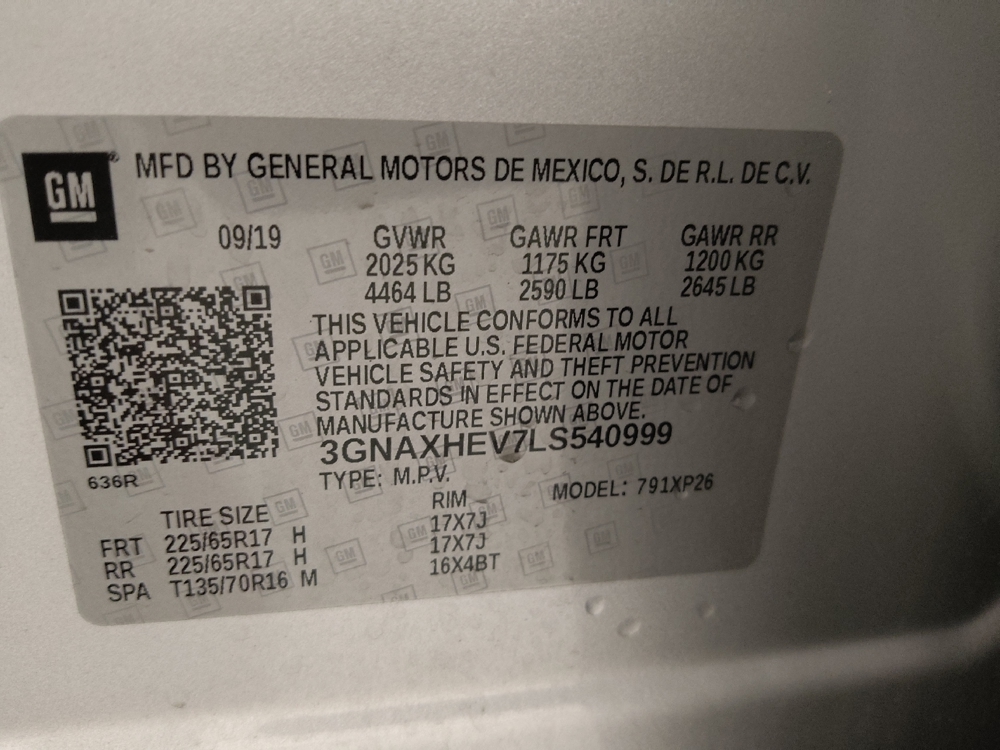 GM® MFD BY GENERAL MOTORS DE MEXICO, S. DE R.L. DE C.V.
09/19 GVWR GAWR FRT GAWR RR
2025 KG 1175 KG 1200 KG
4464 LB 2590 LB 2645 LB
THIS VEHICLE CONFORMS TO ALL
APPLICABLE U.S. FEDERAL MOTOR
VEHICLE SAFETY AND THEFT PREVENTION
STANDARDS IN EFFECT ON THE DATE OF
MANUFACTURE SHOWN ABOVE.
3GNAXHEV7LS540999
636R TYPE: M.P.V. MODEL: 791XP26
TIRE SIZE RIM
FRT 225/65R17 H 17X7J
RR 225/65R17 H 17X7J
SPA T135/70R16 M 16X4BT